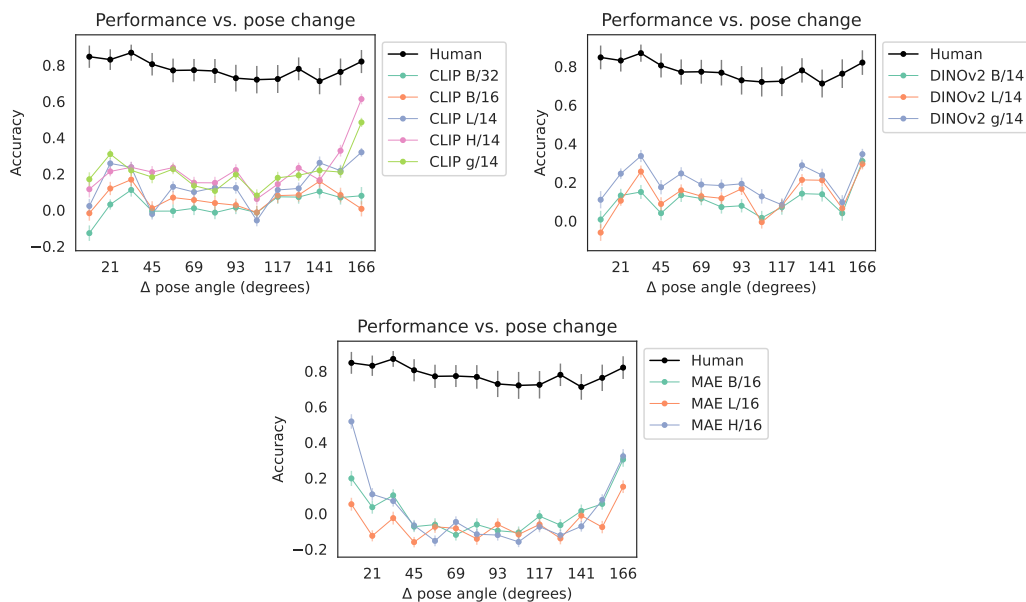 Performance vs. pose change
Accuracy
0.8
0.6
0.4
0.2
0.0
−0.2
21 45 69 93 117 141 166
Δ pose angle (degrees)
Human
CLIP B/32
CLIP B/16
CLIP L/14
CLIP H/14
CLIP g/14
Performance vs. pose change
Accuracy
0.8
0.6
0.4
0.2
0.0
21 45 69 93 117 141 166
Δ pose angle (degrees)
Human
DINOv2 B/14
DINOv2 L/14
DINOv2 g/14
Performance vs. pose change
Accuracy
0.8
0.6
0.4
0.2
0.0
−0.2
21 45 69 93 117 141 166
Δ pose angle (degrees)
Human
MAE B/16
MAE L/16
MAE H/16